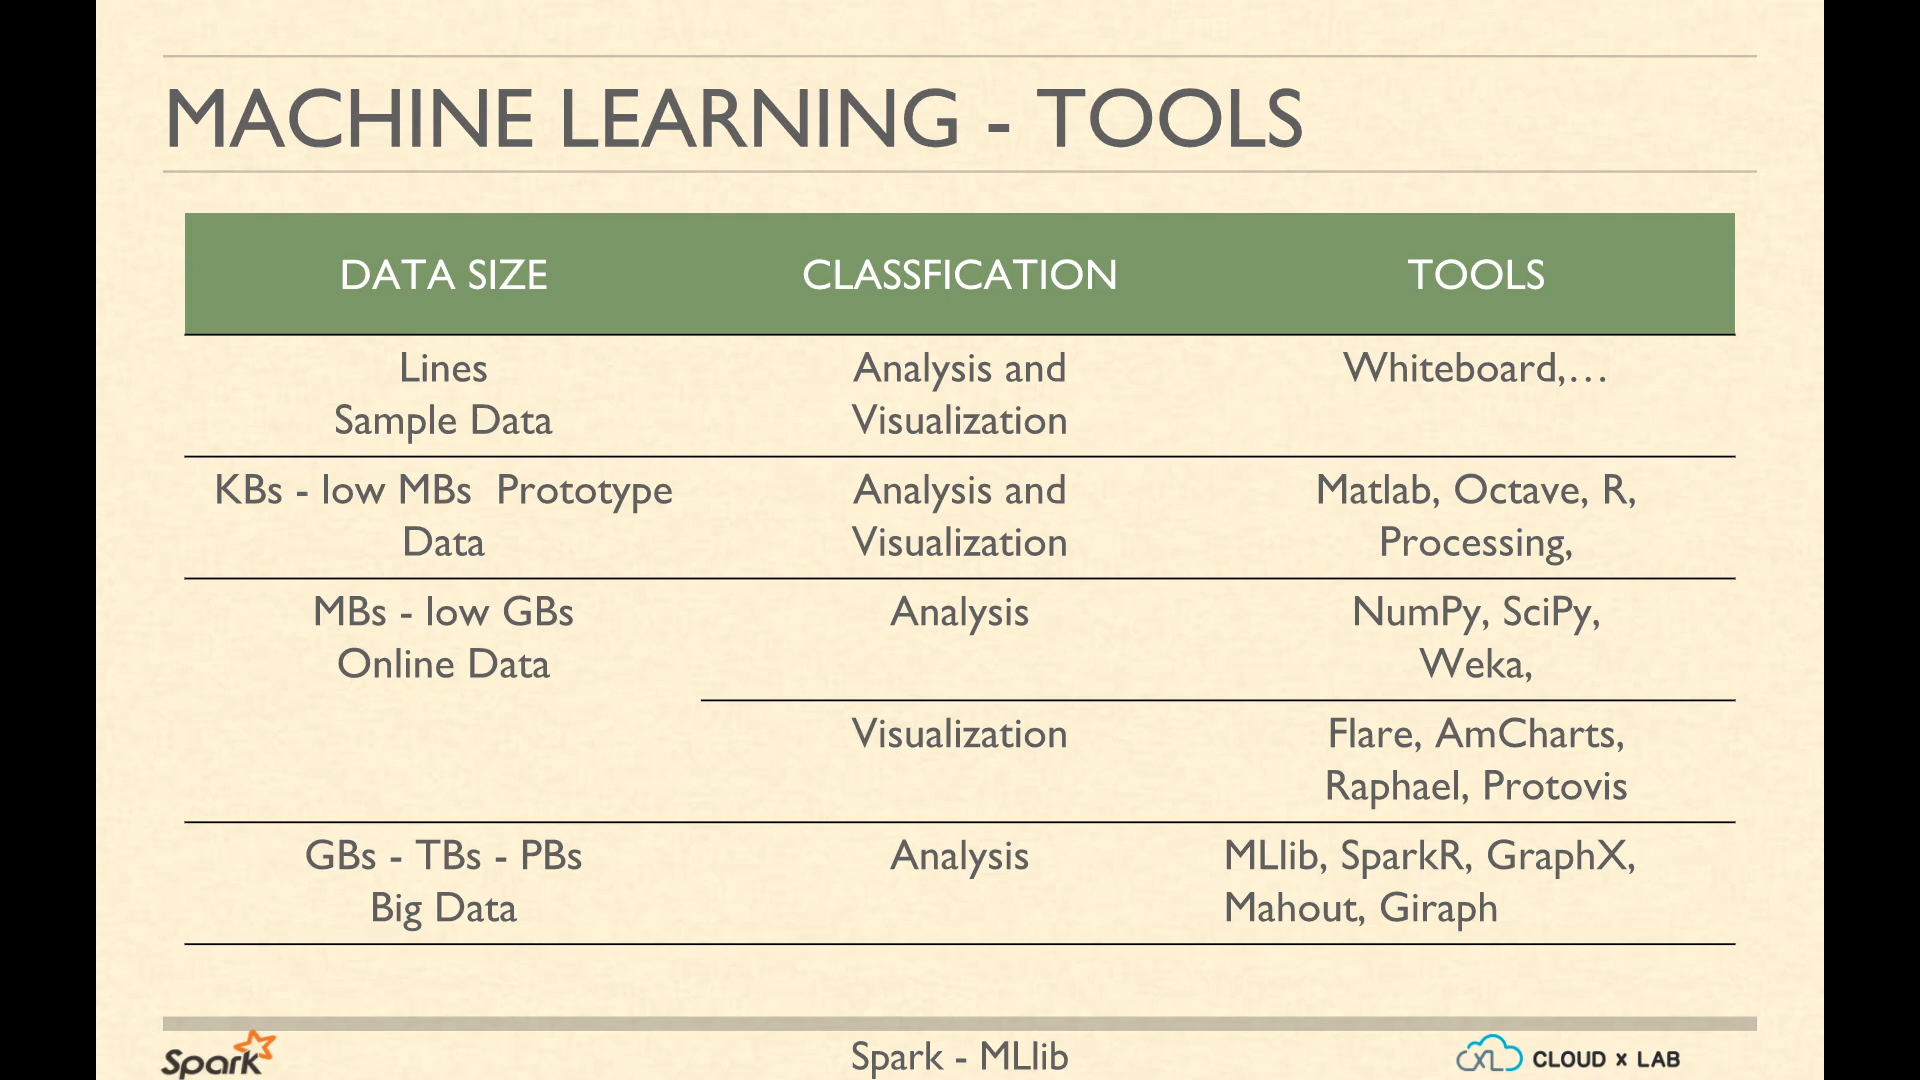 MACHINE LEARNING - TOOLS
DATA SIZE CLASSFICATION TOOLS
Lines
Sample Data
Analysis and
Visualization
Whiteboard,...
KBs - low MBs Prototype
Data
Analysis and
Visualization
Matlab, Octave, R,
Processing,
MBs - low GBs
Online Data
Analysis
NumPy, SciPy,
Weka,
Visualization
Flare, AmCharts,
Raphael, Protovis
GBs - TBs - PBs
Big Data
Analysis
MLlib, SparkR, GraphX,
Mahout, Giraph
Spark
Spark - MLlib
CXL CLOUD x LAB